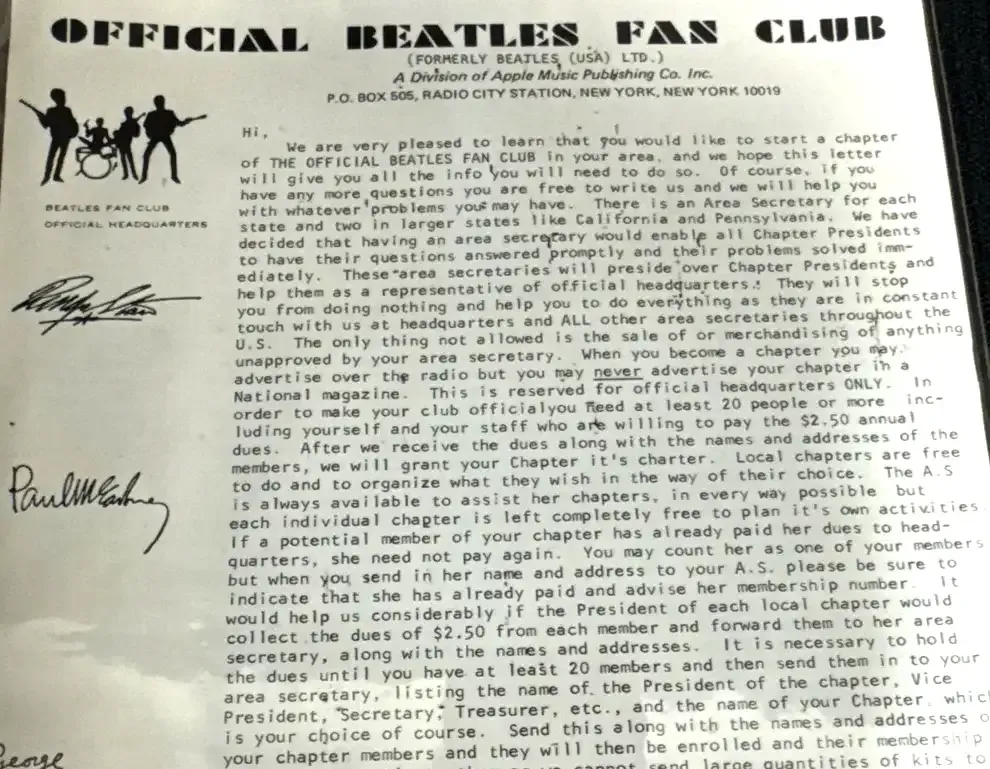 OFFICIAL BEATLES FAN CLUB
(FORMERLY BEATLES (USA) LTD.)
A Division of Apple Music Publishing Co. Inc.
P.O. BOX 505, RADIO CITY STATION, NEW YORK, NEW YORK 10019
BEATLES FAN CLUB
OFFICIAL HEADQUARTERS
Ringo Starr
Paul McCartney
George
Hi,
We are very pleased to learn that you would like to start a chapter
of THE OFFICIAL BEATLES FAN CLUB in your area, and we hope this letter
will give you all the info you will need to do so. Of course, if you
have any more questions you are free to write us and we will help you
with whatever problems you may have. There is an Area Secretary for each
state and two in larger states like California and Pennsylvania. We have
decided that having an area secretary would enable all Chapter Presidents
to have their questions answered promptly and their problems solved imm-
ediately. These area secretaries will preside over Chapter Presidents and
help them as a representative of official headquarters. They will stop
you from doing nothing and help you to do everything as they are in constant
touch with us at headquarters and ALL other area secretaries throughout the
U.S. The only thing not allowed is the sale of or merchandising of anything
unapproved by your area secretary. When you become a chapter you may
advertise over the radio but you may never advertise your chapter in a
National magazine. This is reserved for official headquarters ONLY. In
order to make your club officialyou need at least 20 people or more inc-
luding yourself and your staff who are willing to pay the $2.50 annual
dues. After we receive the dues along with the names and addresses of the
members, we will grant your Chapter it's charter. Local chapters are free
to do and to organize what they wish in the way of their choice. The A.S
is always available to assist her chapters, in every way possible but
each individual chapter is left completely free to plan it's own activities.
If a potential member of your chapter has already paid her dues to head-
quarters, she need not pay again. You may count her as one of your members
but when you send in her name and address to your A.S. please be sure to
indicate that she has already paid and advise her membership number. It
would help us considerably if the President of each local chapter would
collect the dues of $2.50 from each member and forward them to her area
secretary, along with the names and addresses. It is necessary to hold
the dues until you have at least 20 members and then send them in to your
area secretary, listing the name of the President of the chapter, Vice
President, Secretary, Treasurer, etc., and the name of your Chapter, which
is your choice of course. Send this along with the names and addresses o
your chapter members and they will then be enrolled and their membership
cannot send large quantities of kits to